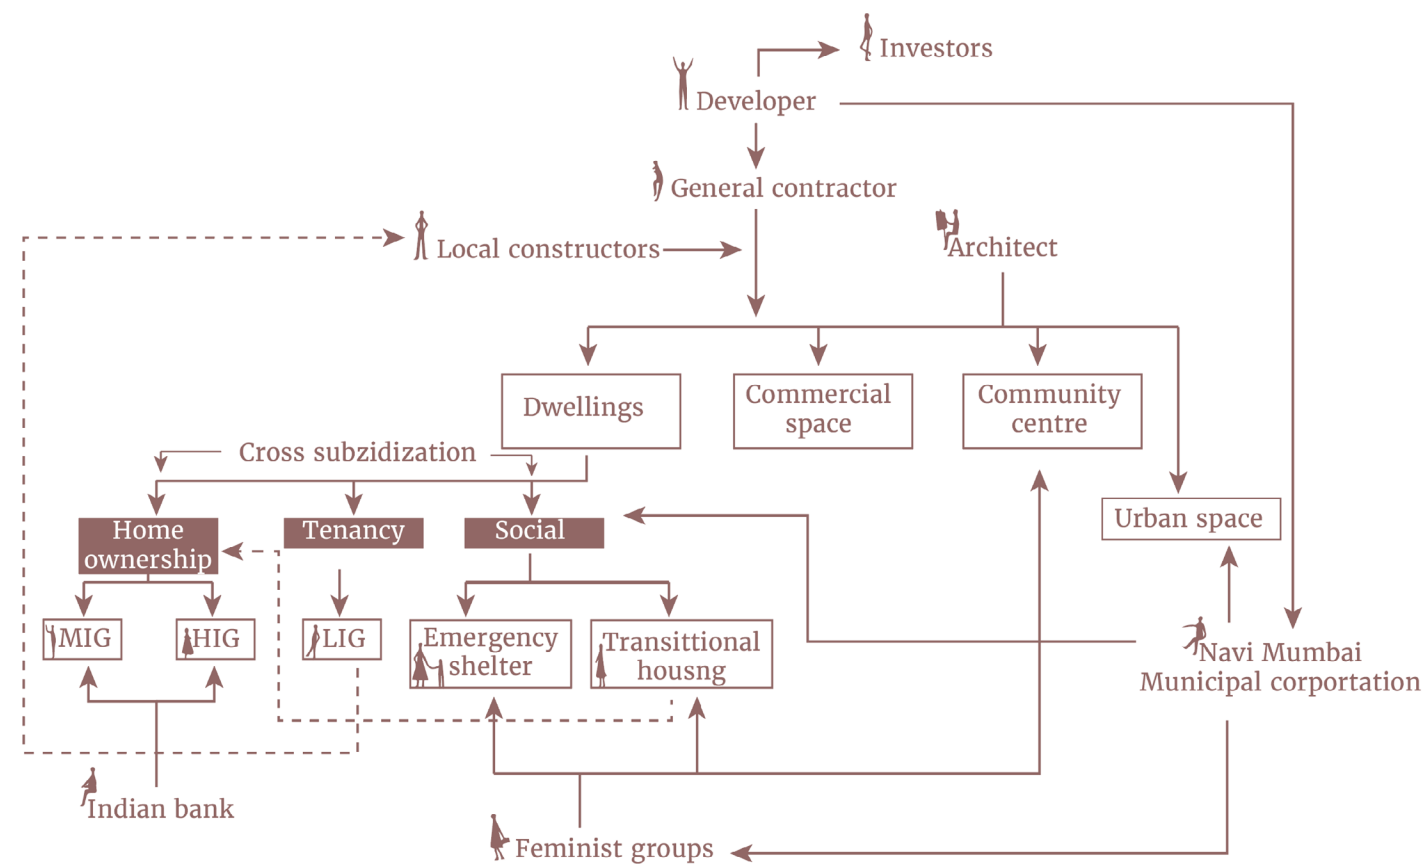 Investors
Developer
General contractor
Local constructors
Architect
Dwellings
Commercial
space
Community
centre
Cross subzidization
Urban space
Home
ownership
Tenancy
Social
MIG
HIG
LIG
Emergency
shelter
Transittional
housng
Navi Mumbai
Municipal corportation
Indian bank
Feminist groups